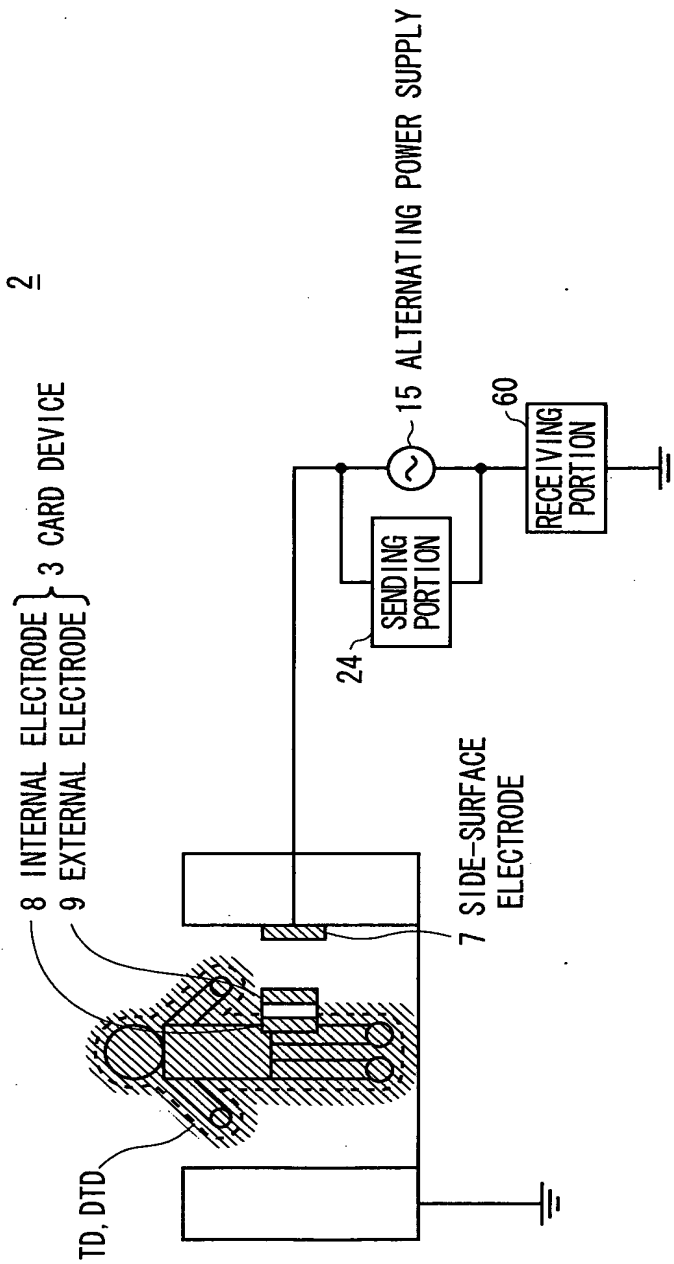 2
8 INTERNAL ELECTRODE
9 EXTERNAL ELECTRODE
3 CARD DEVICE
TD, DTD
7 SIDE-SURFACE
ELECTRODE
24
SENDING
PORTION
15 ALTERNATING POWER SUPPLY
60
RECEIVING
PORTION